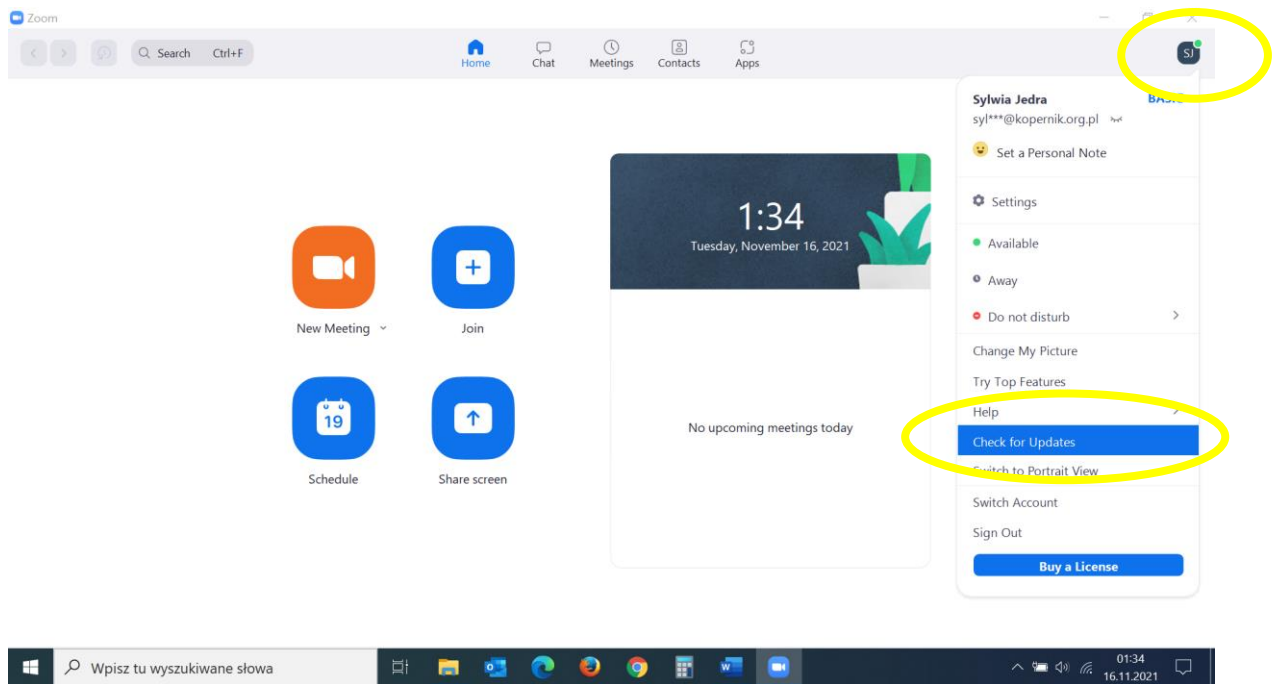 Zoom
Search Ctrl+F
Home Chat Meetings Contacts Apps
SJ
Sylwia Jedra
syl***@kopernik.org.pl
Set a Personal Note
Settings
Available
Away
Do not disturb
Change My Picture
Try Top Features
Help
Check for Updates
Switch to Portrait View
Switch Account
Sign Out
Buy a License
1:34
Tuesday, November 16, 2021
No upcoming meetings today
New Meeting Join
19
Schedule Share screen
Wpisz tu wyszukiwane słowa
01:34
16.11.2021